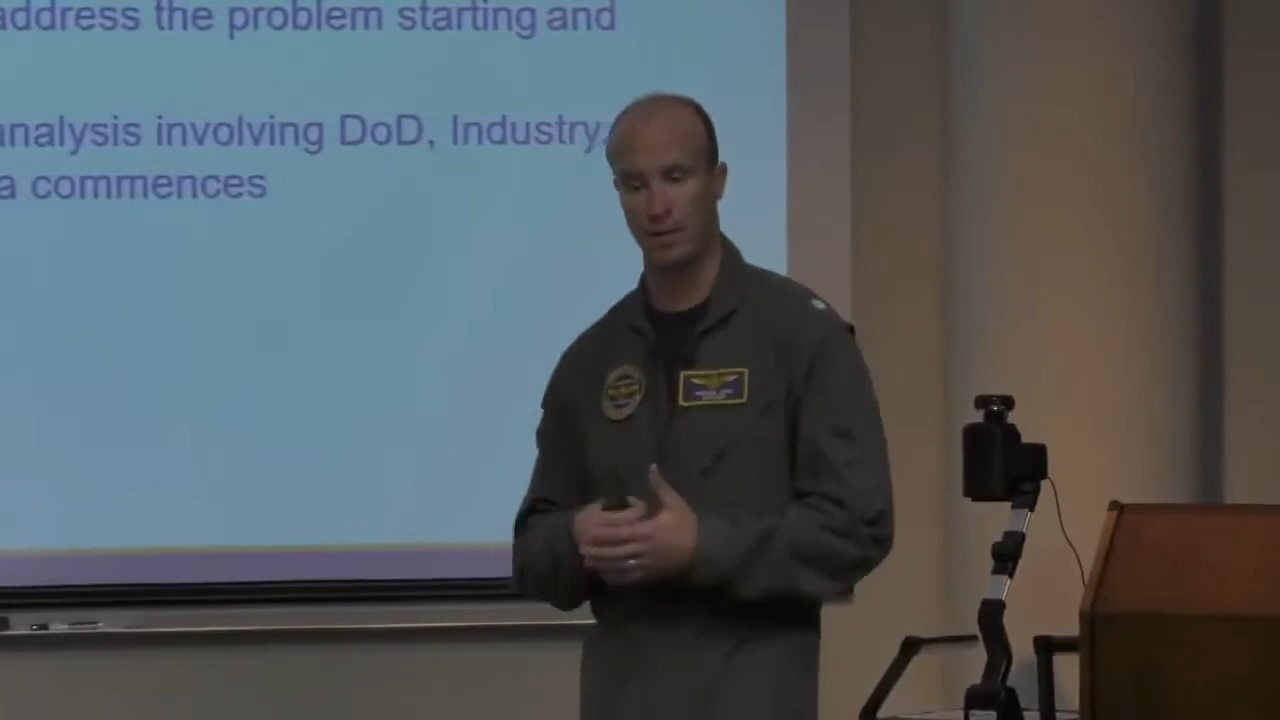 address the problem starting and
analysis involving DoD, Industry,
a commences